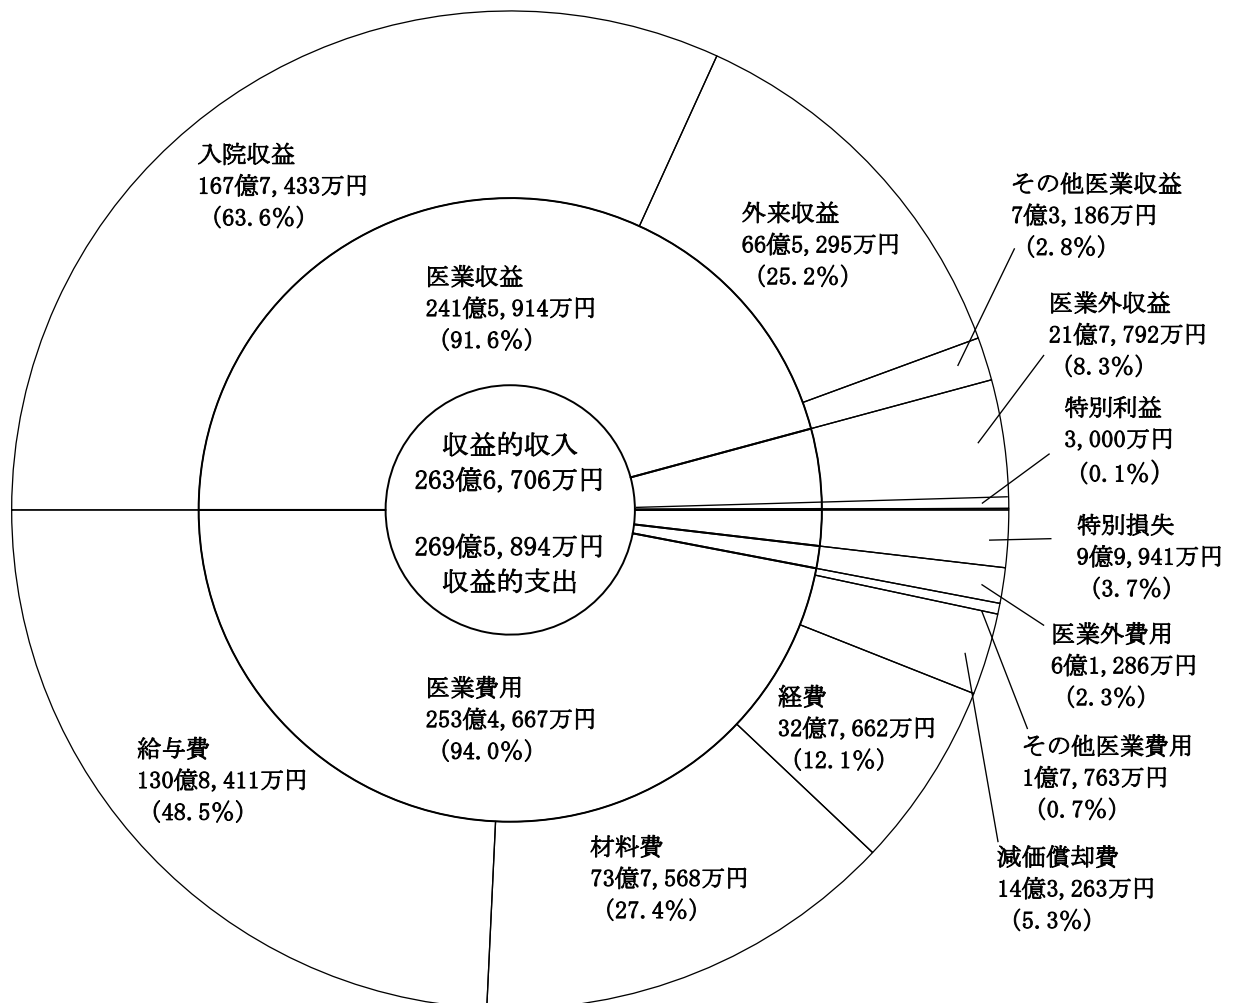 入院収益
167億7,433万円
(63.6%)
外来収益
66億5,295万円
(25.2%)
その他医業収益
7億3,186万円
(2.8%)
医業収益
241億5,914万円
(91.6%)
医業外収益
21億7,792万円
(8.3%)
特別利益
3,000万円
(0.1%)
収益的収入
263億6,706万円
269億5,894万円
収益的支出
特別損失
9億9,941万円
(3.7%)
医業外費用
6億1,286万円
(2.3%)
医業費用
253億4,667万円
(94.0%)
経費
32億7,662万円
(12.1%)
その他医業費用
1億7,763万円
(0.7%)
給与費
130億8,411万円
(48.5%)
材料費
73億7,568万円
(27.4%)
減価償却費
14億3,263万円
(5.3%)